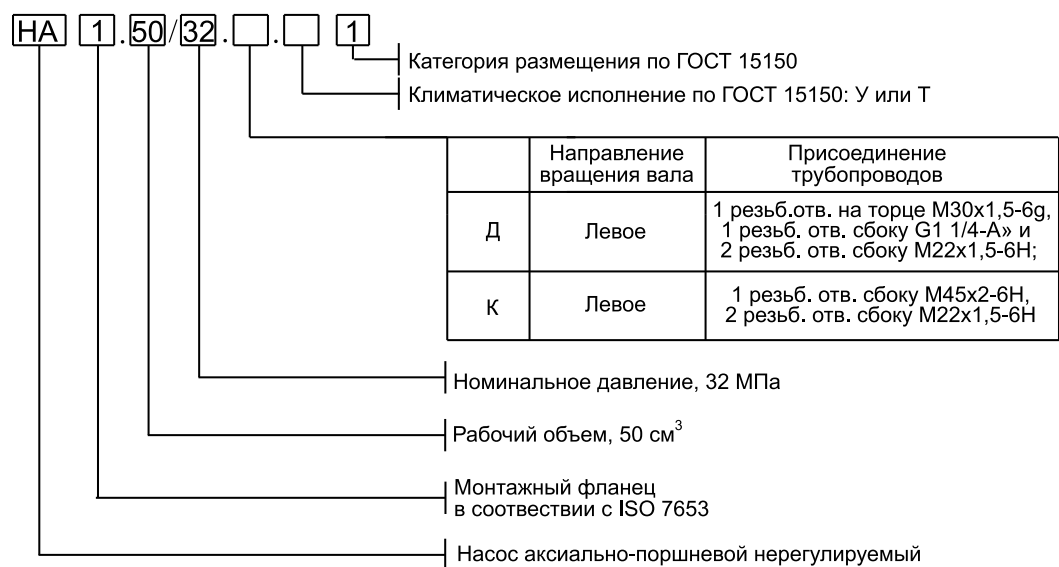 НА 1.50/32.□.□ 1
Категория размещения по ГОСТ 15150
Климатическое исполнение по ГОСТ 15150: У или Т
Направление
вращения вала
Присоединение
трубопроводов
Д
Левое
1 резьб.отв. на торце М30х1,5-6g,
1 резьб. отв. сбоку G1 1/4-А» и
2 резьб. отв. сбоку М22х1,5-6Н;
К
Левое
1 резьб. отв. сбоку М45х2-6Н,
2 резьб. отв. сбоку М22х1,5-6Н
Номинальное давление, 32 МПа
Рабочий объем, 50 см³
Монтажный фланец
в соотвествии с ISO 7653
Насос аксиально-поршневой нерегулируемый